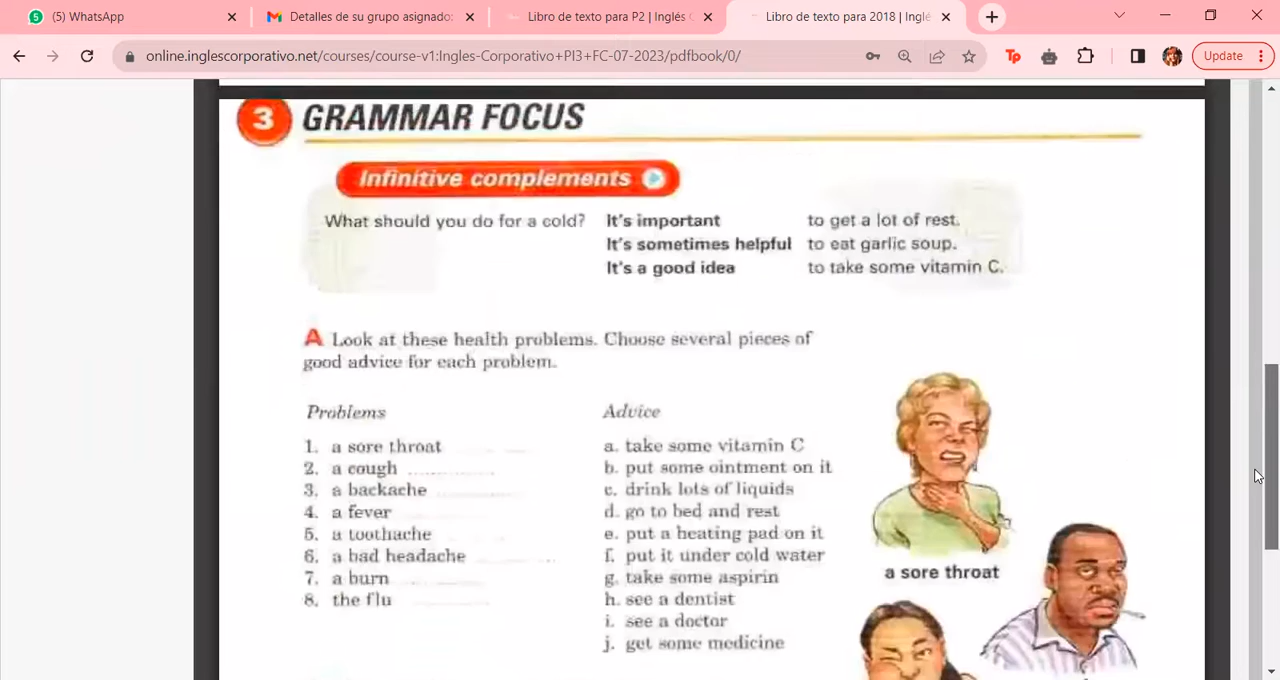 (5) WhatsApp
Detalles de su grupo asignado:
Libro de texto para P2 | Inglés
Libro de texto para 2018 | Inglé
online.inglescorporativo.net/courses/course-v1:Ingles-Corporativo+PI3+FC-07-2023/pdfbook/0/
Tp
Update
3 GRAMMAR FOCUS
Infinitive complements
What should you do for a cold? It's important to get a lot of rest.
It's sometimes helpful to eat garlic soup.
It's a good idea to take some vitamin C.
A Look at these health problems. Choose several pieces of
good advice for each problem.
Problems
1. a sore throat
2. a cough
3. a backache
4. a fever
5. a toothache
6. a bad headache
7. a burn
8. the flu
Advice
a. take some vitamin C
b. put some ointment on it
c. drink lots of liquids
d. go to bed and rest
e. put a heating pad on it
f. put it under cold water
g. take some aspirin
h. see a dentist
i. see a doctor
j. get some medicine
a sore throat